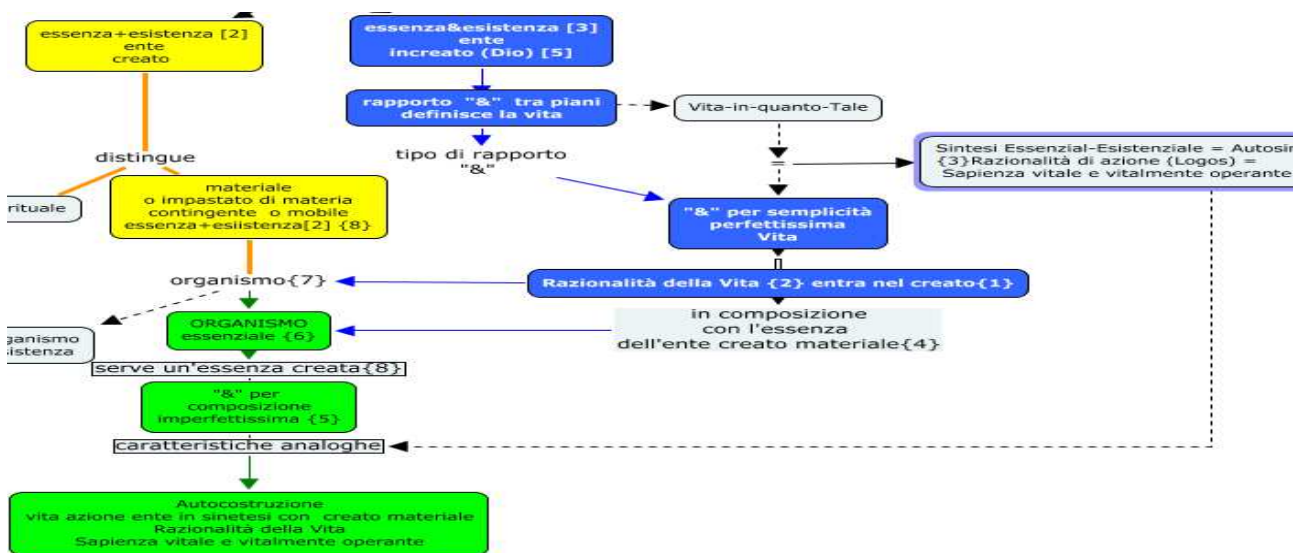 essenza+esistenza [2]
ente
creato
essenza&esistenza [3]
ente
increato (Dio) [5]
rapporto "&" tra piani
definisce la vita
Vita-in-quanto-Tale
distingue
tipo di rapporto
"&"
=
Sintesi Essenzial-Esistenziale = Autosin
{3}Razionalità di azione (Logos) =
Sapienza vitale e vitalmente operante
rituale
materiale
o impastato di materia
contingente o mobile
essenza+esiistenza[2] {8}
"&" per semplicità
perfettissima
Vita
organismo{7}
Razionalità della Vita {2} entra nel creato{1}
ORGANISMO
essenziale {6}
in composizione
con l'essenza
dell'ente creato materiale{4}
ganismo
sistenza
serve un'essenza creata{8}
"&" per
composizione
imperfettissima {5}
caratteristiche analoghe
Autocostruzione
vita azione ente in sinetesi con creato materiale
Razionalità della Vita
Sapienza vitale e vitalmente operante